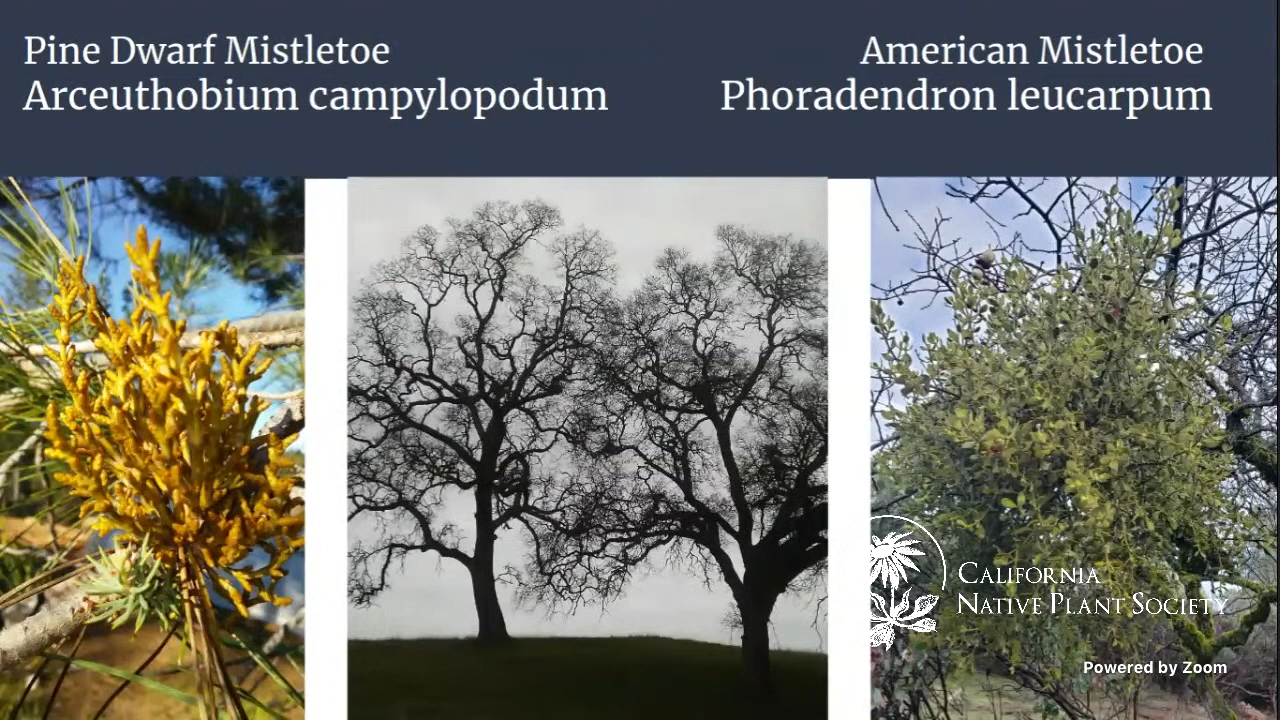 Pine Dwarf Mistletoe
Arceuthobium campylopodum
American Mistletoe
Phoradendron leucarpum
CALIFORNIA
NATIVE PLANT SOCIETY
Powered by Zoom